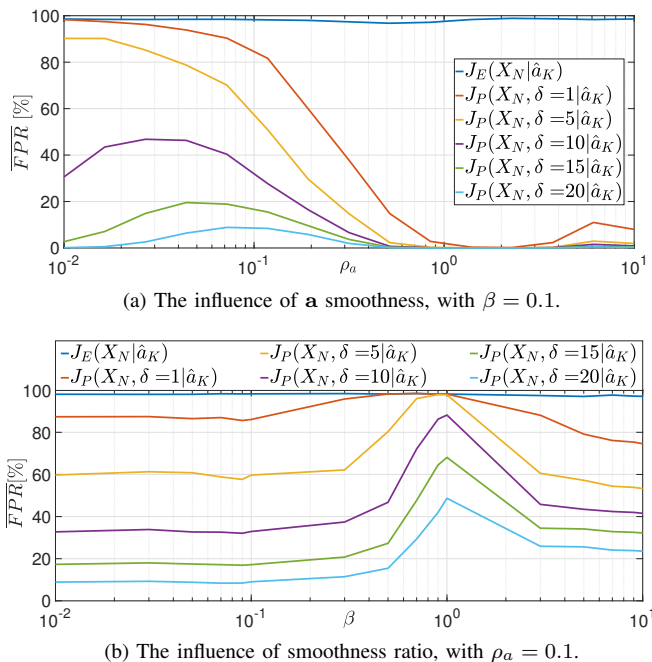 100
80
60
40
20
0
F̅P̅R̅ [%]
J_E(X_N|â_K)
J_P(X_N, δ =1|â_K)
J_P(X_N, δ =5|â_K)
J_P(X_N, δ =10|â_K)
J_P(X_N, δ =15|â_K)
J_P(X_N, δ =20|â_K)
10^-2 10^-1 ρ_a 10^0 10^1
(a) The influence of a smoothness, with β = 0.1.
J_E(X_N|â_K) J_P(X_N, δ =5|â_K) J_P(X_N, δ =15|â_K)
J_P(X_N, δ =1|â_K) J_P(X_N, δ =10|â_K) J_P(X_N, δ =20|â_K)
100
80
60
40
20
0
F̅P̅R̅[%]
10^-2 10^-1 β 10^0 10^1
(b) The influence of smoothness ratio, with ρ_a = 0.1.